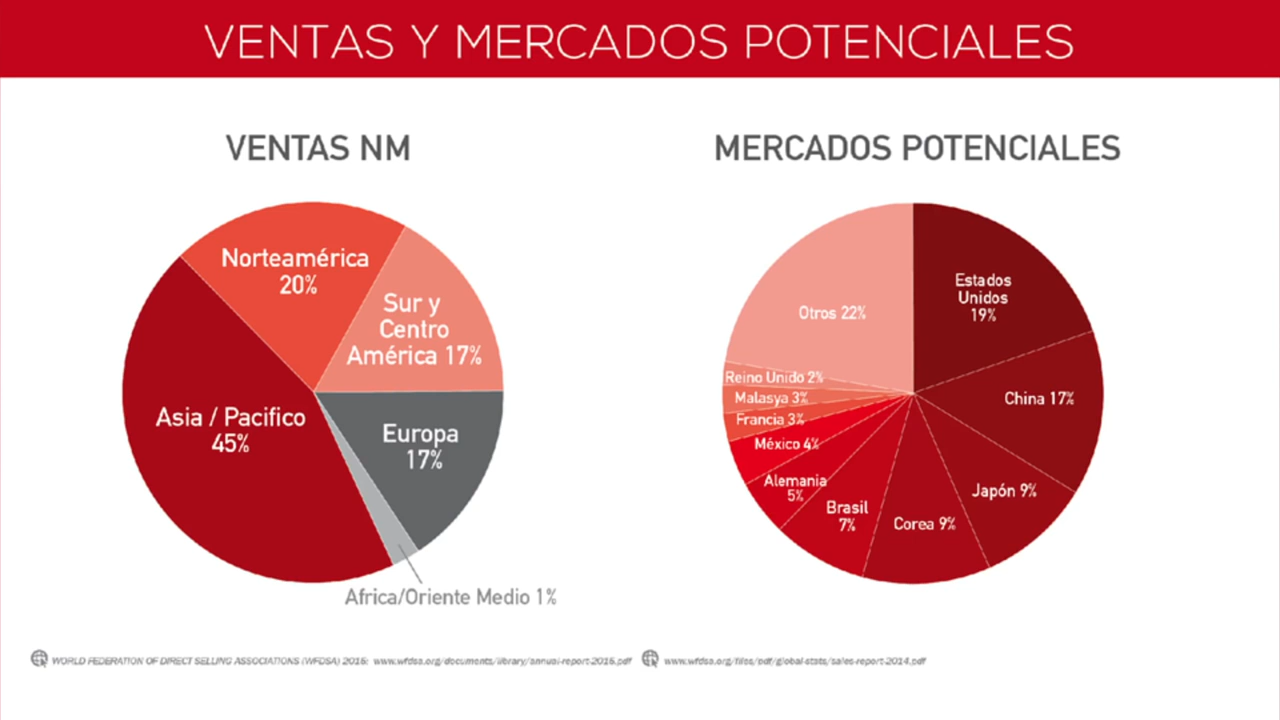 VENTAS Y MERCADOS POTENCIALES
VENTAS NM
MERCADOS POTENCIALES
Norteamérica
20%
Sur y
Centro
América 17%
Asia / Pacifico
45%
Europa
17%
Africa/Oriente Medio 1%
Estados
Unidos
19%
China 17%
Japón 9%
Corea 9%
Brasil
7%
Alemania
5%
México 4%
Francia 3%
Malasya 3%
Reino Unido 2%
Otros 22%
WORLD FEDERATION OF DIRECT SELLING ASSOCIATIONS (WFDSA) 2015: www.wfdsa.org/documents/library/annual-report-2015.pdf
www.wfdsa.org/files/pdf/global-stats/sales-report-2014.pdf